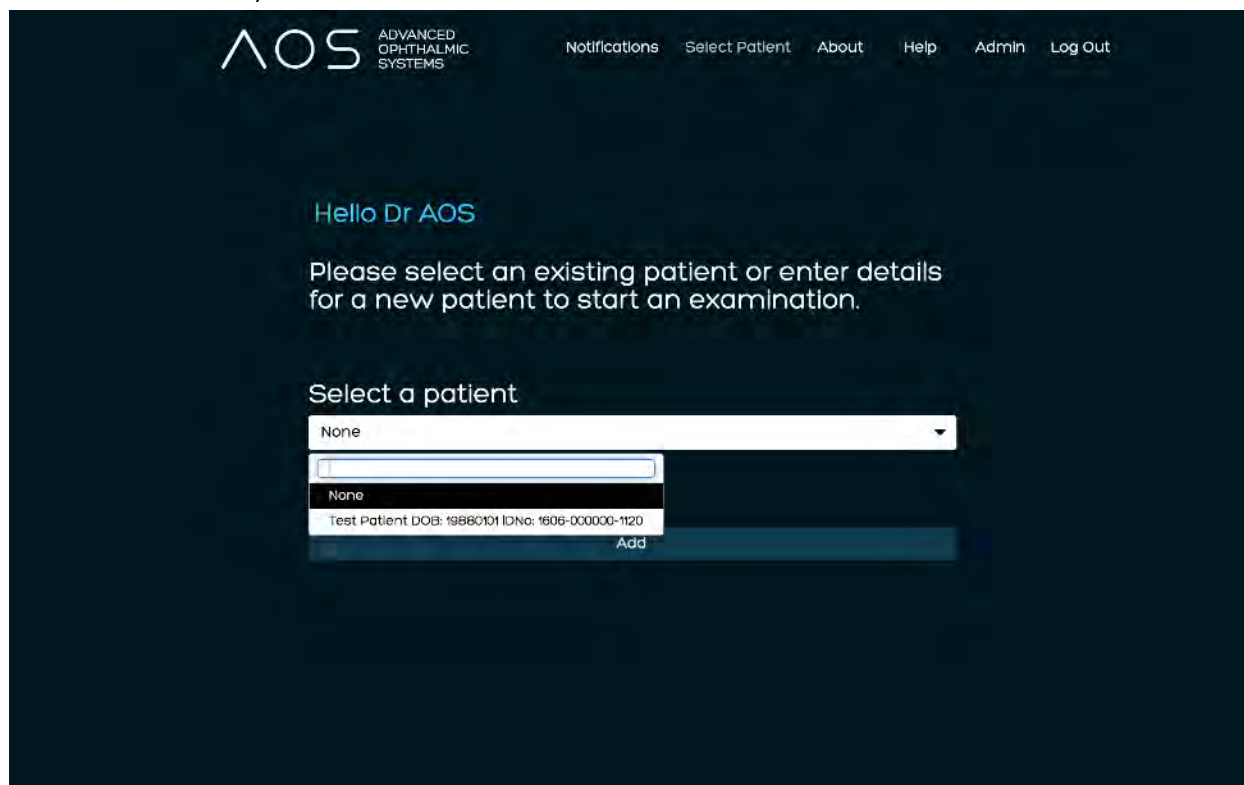 AOS
ADVANCED
OPHTHALMIC
SYSTEMS
Notifications Select Patient About Help Admin Log Out
Hello Dr AOS
Please select an existing patient or enter details
for a new patient to start an examination.
Select a patient
None
None
Test Patient DOB: 19880101 IDNo: 1606-000000-1120
Add